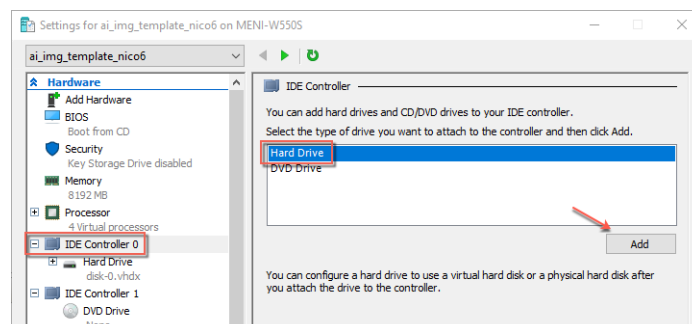 Settings for ai_img_template_nico6 on MENI-W550S
ai_img_template_nico6
Hardware
Add Hardware
BIOS
Boot from CD
Security
Key Storage Drive disabled
Memory
8192 MB
Processor
4 Virtual processors
IDE Controller 0
Hard Drive
disk-0.vhdx
IDE Controller 1
DVD Drive
None
IDE Controller
You can add hard drives and CD/DVD drives to your IDE controller.
Select the type of drive you want to attach to the controller and then click Add.
Hard Drive
DVD Drive
Add
You can configure a hard drive to use a virtual hard disk or a physical hard disk after
you attach the drive to the controller.